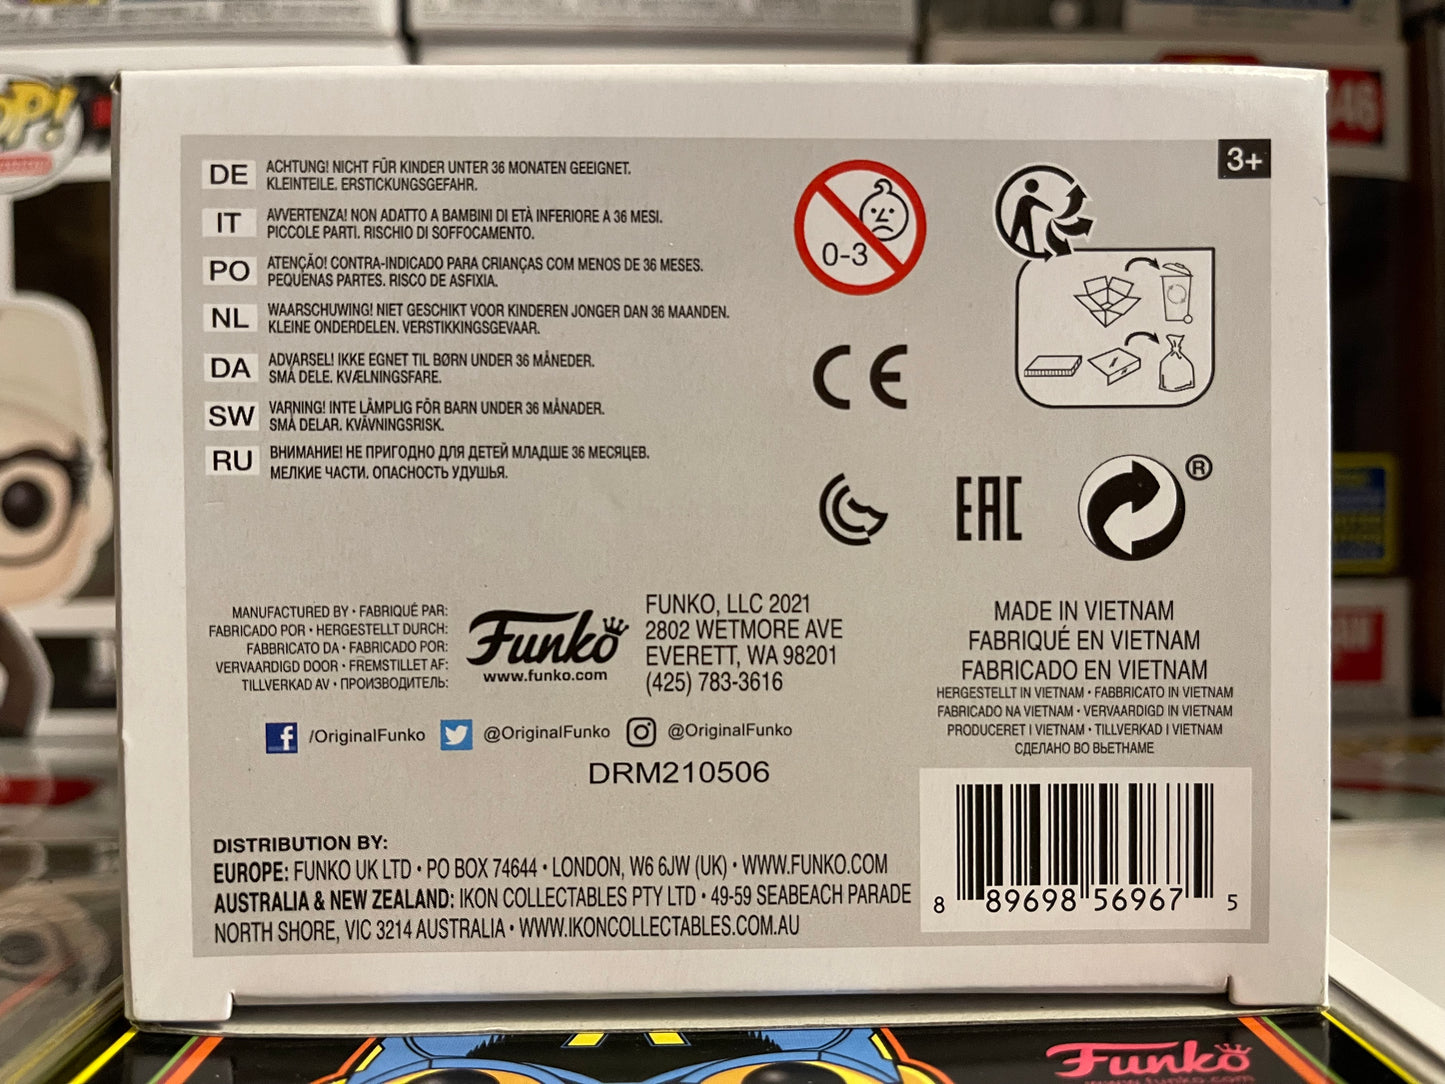 POP!
46
3+
DE
ACHTUNG! NICHT FÜR KINDER UNTER 36 MONATEN GEEIGNET.
KLEINTEILE. ERSTICKUNGSGEFAHR.
IT
AVVERTENZA! NON ADATTO A BAMBINI DI ETÀ INFERIORE A 36 MESI.
PICCOLE PARTI. RISCHIO DI SOFFOCAMENTO.
PO
ATENÇÃO! CONTRA-INDICADO PARA CRIANÇAS COM MENOS DE 36 MESES.
PEQUENAS PARTES. RISCO DE ASFIXIA.
NL
WAARSCHUWING! NIET GESCHIKT VOOR KINDEREN JONGER DAN 36 MAANDEN.
KLEINE ONDERDELEN. VERSTIKKINGSGEVAAR.
DA
ADVARSEL! IKKE EGNET TIL BØRN UNDER 36 MÅNEDER.
SMÅ DELE. KVÆLNINGSFARE.
SW
VARNING! INTE LÄMPLIG FÖR BARN UNDER 36 MÅNADER.
SMÅ DELAR. KVÄVNINGSRISK.
RU
ВНИМАНИЕ! НЕ ПРИГОДНО ДЛЯ ДЕТЕЙ МЛАДШЕ 36 МЕСЯЦЕВ.
МЕЛКИЕ ЧАСТИ. ОПАСНОСТЬ УДУШЬЯ.
0-3
CE
EAC
®
MANUFACTURED BY • FABRIQUÉ PAR:
FABRICADO POR • HERGESTELLT DURCH:
FABBRICATO DA • FABRICADO POR:
VERVAARDIGD DOOR • FREMSTILLET AF:
TILLVERKAD AV • ПРОИЗВОДИТЕЛЬ:
Funko
www.funko.com
FUNKO, LLC 2021
2802 WETMORE AVE
EVERETT, WA 98201
(425) 783-3616
MADE IN VIETNAM
FABRIQUÉ EN VIETNAM
FABRICADO EN VIETNAM
HERGESTELLT IN VIETNAM • FABBRICATO IN VIETNAM
FABRICADO NA VIETNAM • VERVAARDIGD IN VIETNAM
PRODUCERET I VIETNAM • TILLVERKAD I VIETNAM
СДЕЛАНО ВО ВЬЕТНАМЕ
/OriginalFunko @OriginalFunko @OriginalFunko
DRM210506
DISTRIBUTION BY:
EUROPE: FUNKO UK LTD • PO BOX 74644 • LONDON, W6 6JW (UK) • WWW.FUNKO.COM
AUSTRALIA & NEW ZEALAND: IKON COLLECTABLES PTY LTD • 49-59 SEABEACH PARADE
NORTH SHORE, VIC 3214 AUSTRALIA • WWW.IKONCOLLECTABLES.COM.AU
8 89698 56967 5
Funko
www.funko.com